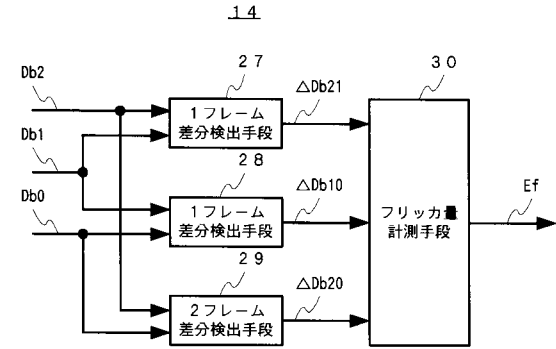 14
Db2
Db1
Db0
27
1フレーム
差分検出手段
△Db21
28
1フレーム
差分検出手段
△Db10
29
2フレーム
差分検出手段
△Db20
30
フリッカ量
計測手段
Ef